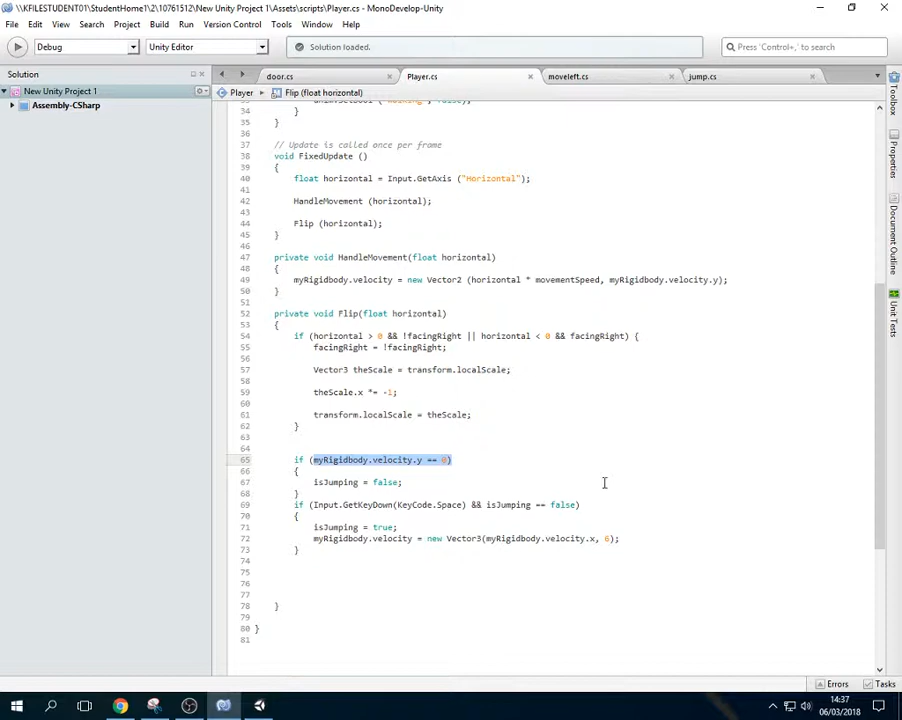 \\KFILESTUDENT01\StudentHome1\2\10761512\New Unity Project 1\Assets\scripts\Player.cs - MonoDevelop-Unity
File Edit View Search Project Build Run Version Control Tools Window Help
Debug Unity Editor Solution loaded. Press 'Control+,' to search
Solution door.cs Player.cs moveleft.cs jump.cs
New Unity Project 1 Player Flip (float horizontal)
Assembly-CSharp
34 }
35 }
36
37 // Update is called once per frame
38 void FixedUpdate ()
39 {
40 float horizontal = Input.GetAxis ("Horizontal");
41
42 HandleMovement (horizontal);
43
44 Flip (horizontal);
45 }
46
47 private void HandleMovement(float horizontal)
48 {
49 myRigidbody.velocity = new Vector2 (horizontal * movementSpeed, myRigidbody.velocity.y);
50 }
51
52 private void Flip(float horizontal)
53 {
54 if (horizontal > 0 && !facingRight || horizontal < 0 && facingRight) {
55 facingRight = !facingRight;
56
57 Vector3 theScale = transform.localScale;
58
59 theScale.x *= -1;
60
61 transform.localScale = theScale;
62 }
63
64
65 if (myRigidbody.velocity.y == 0)
66 {
67 isJumping = false;
68 }
69 if (Input.GetKeyDown(KeyCode.Space) && isJumping == false)
70 {
71 isJumping = true;
72 myRigidbody.velocity = new Vector3(myRigidbody.velocity.x, 6);
73 }
74
75
76
77
78 }
79
80 }
81
Toolbox
Properties
Document Outline
Unit Tests
Errors Tasks
14:37
06/03/2018